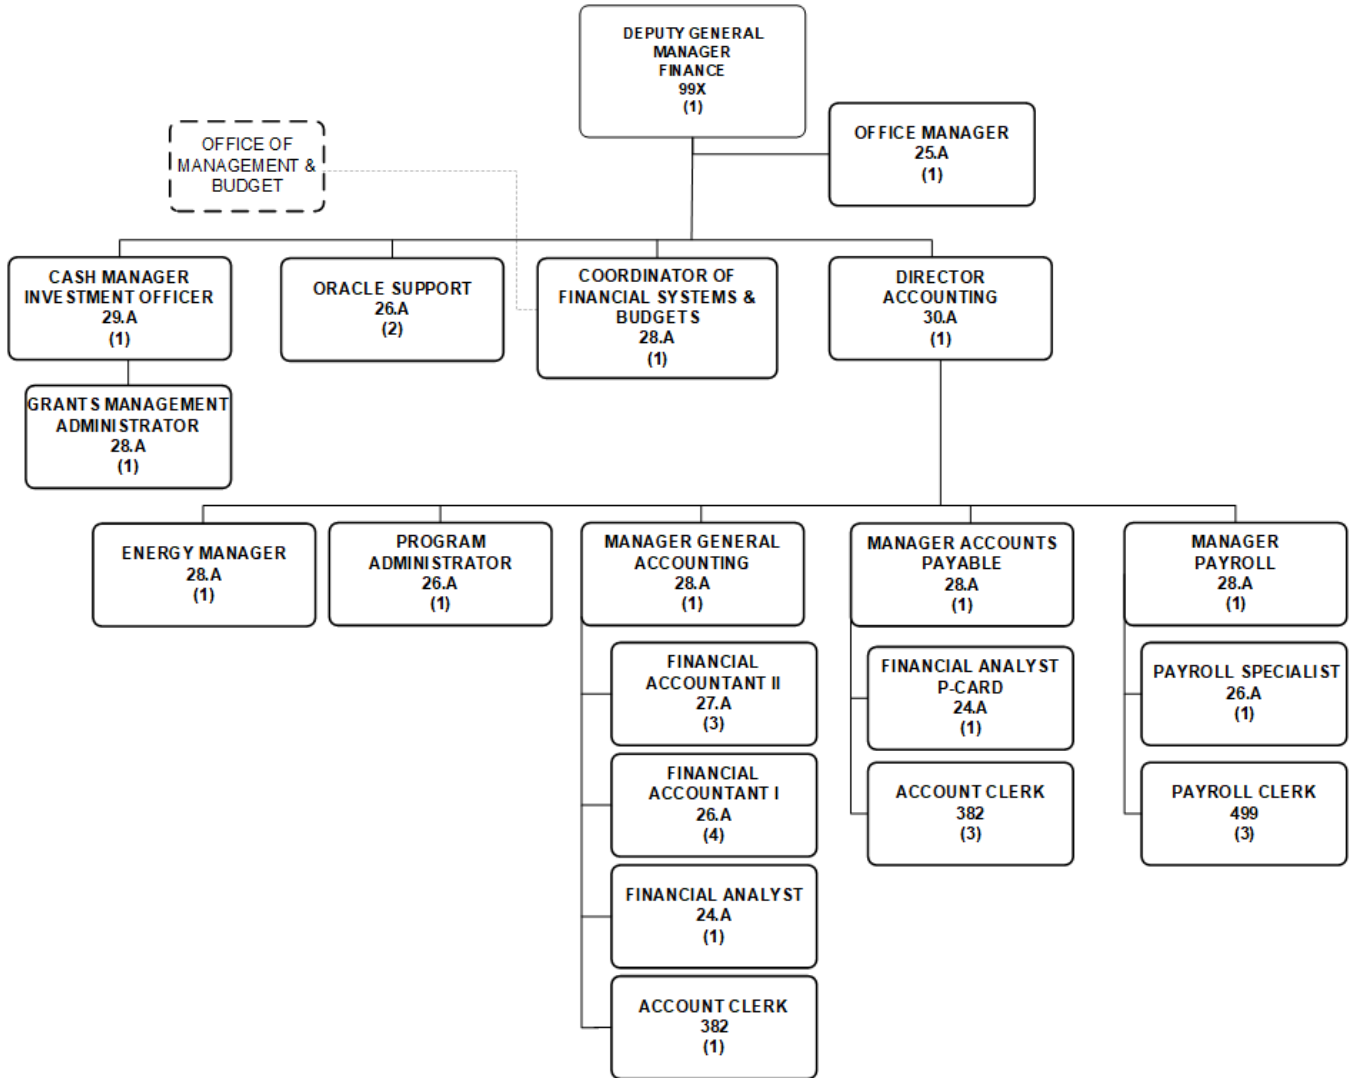 DEPUTY GENERAL
MANAGER
FINANCE
99X
(1)
OFFICE MANAGER
25.A
(1)
OFFICE OF
MANAGEMENT &
BUDGET
CASH MANAGER
INVESTMENT OFFICER
29.A
(1)
ORACLE SUPPORT
26.A
(2)
COORDINATOR OF
FINANCIAL SYSTEMS &
BUDGETS
28.A
(1)
DIRECTOR
ACCOUNTING
30.A
(1)
GRANTS MANAGEMENT
ADMINISTRATOR
28.A
(1)
ENERGY MANAGER
28.A
(1)
PROGRAM
ADMINISTRATOR
26.A
(1)
MANAGER GENERAL
ACCOUNTING
28.A
(1)
MANAGER ACCOUNTS
PAYABLE
28.A
(1)
MANAGER
PAYROLL
28.A
(1)
FINANCIAL
ACCOUNTANT II
27.A
(3)
FINANCIAL ANALYST
P-CARD
24.A
(1)
PAYROLL SPECIALIST
26.A
(1)
FINANCIAL
ACCOUNTANT I
26.A
(4)
ACCOUNT CLERK
382
(3)
PAYROLL CLERK
499
(3)
FINANCIAL ANALYST
24.A
(1)
ACCOUNT CLERK
382
(1)